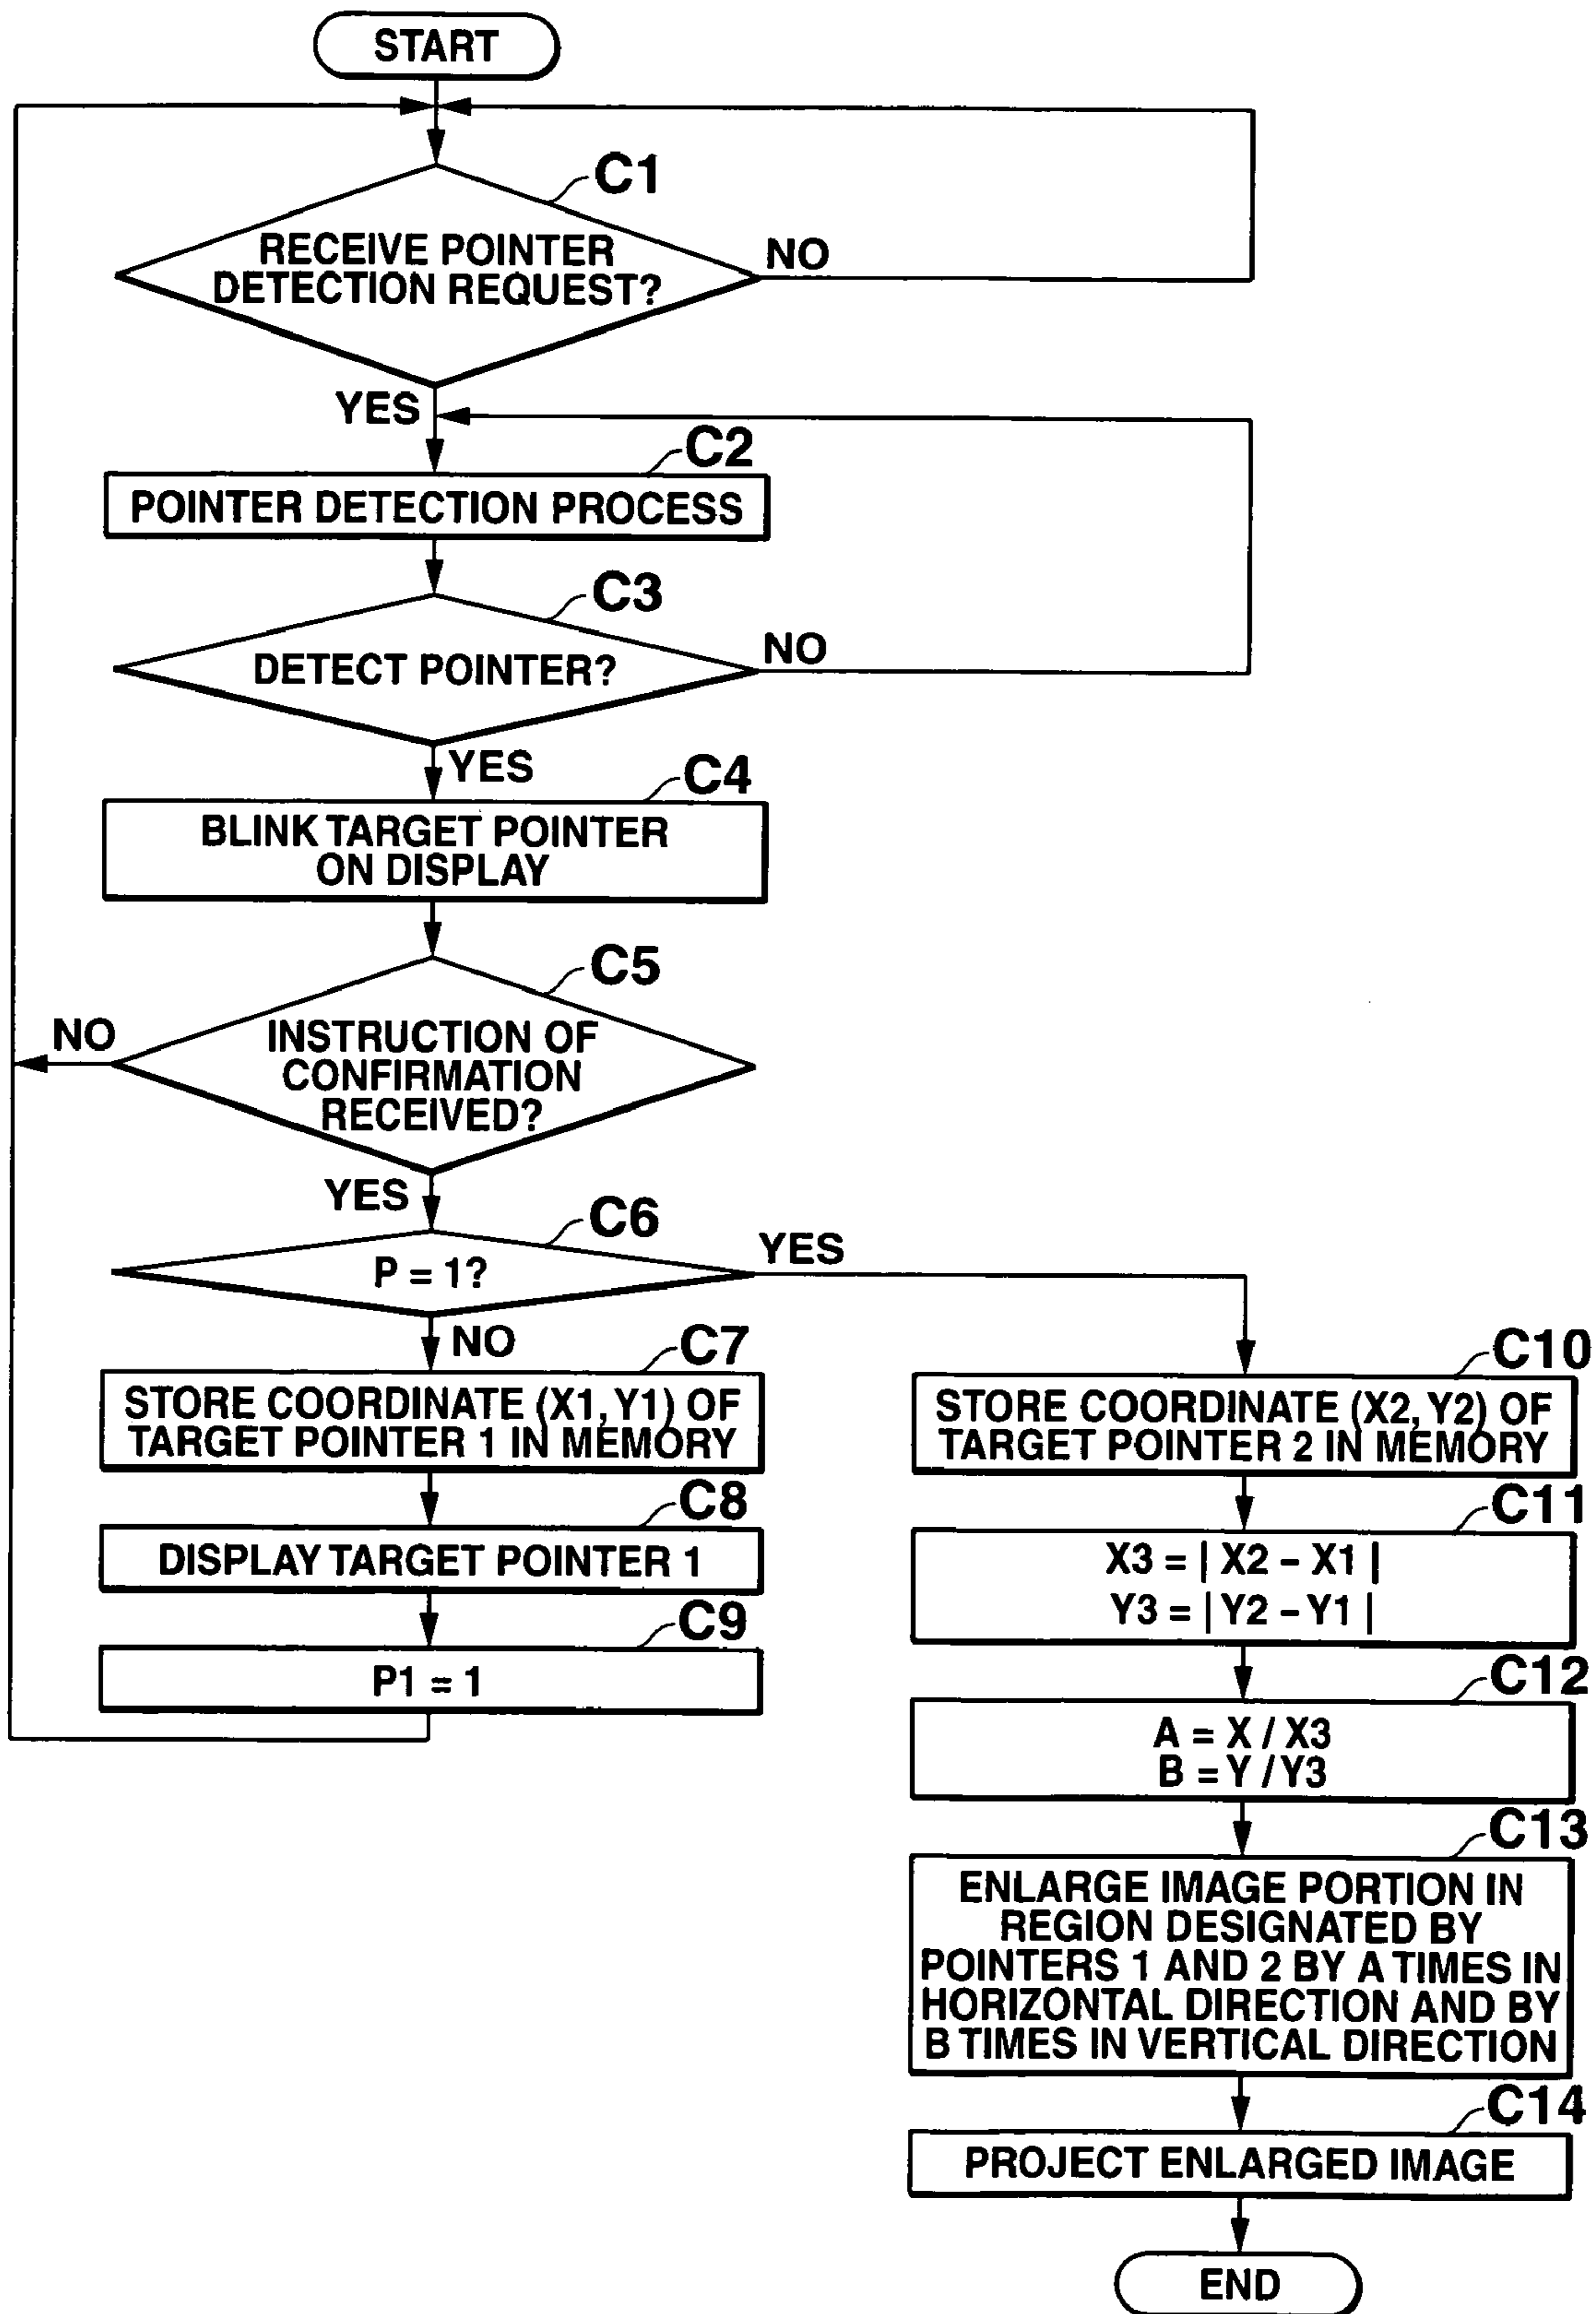 START
C1
RECEIVE POINTER
DETECTION REQUEST?
NO
YES
C2
POINTER DETECTION PROCESS
C3
DETECT POINTER?
NO
YES
C4
BLINK TARGET POINTER
ON DISPLAY
C5
INSTRUCTION OF
CONFIRMATION
RECEIVED?
NO
YES
C6
P = 1?
YES
NO
C7
STORE COORDINATE (X1, Y1) OF
TARGET POINTER 1 IN MEMORY
C8
DISPLAY TARGET POINTER 1
C9
P1 = 1
C10
STORE COORDINATE (X2, Y2) OF
TARGET POINTER 2 IN MEMORY
C11
X3 = | X2 – X1 |
Y3 = | Y2 – Y1 |
C12
A = X / X3
B = Y / Y3
C13
ENLARGE IMAGE PORTION IN
REGION DESIGNATED BY
POINTERS 1 AND 2 BY A TIMES IN
HORIZONTAL DIRECTION AND BY
B TIMES IN VERTICAL DIRECTION
C14
PROJECT ENLARGED IMAGE
END